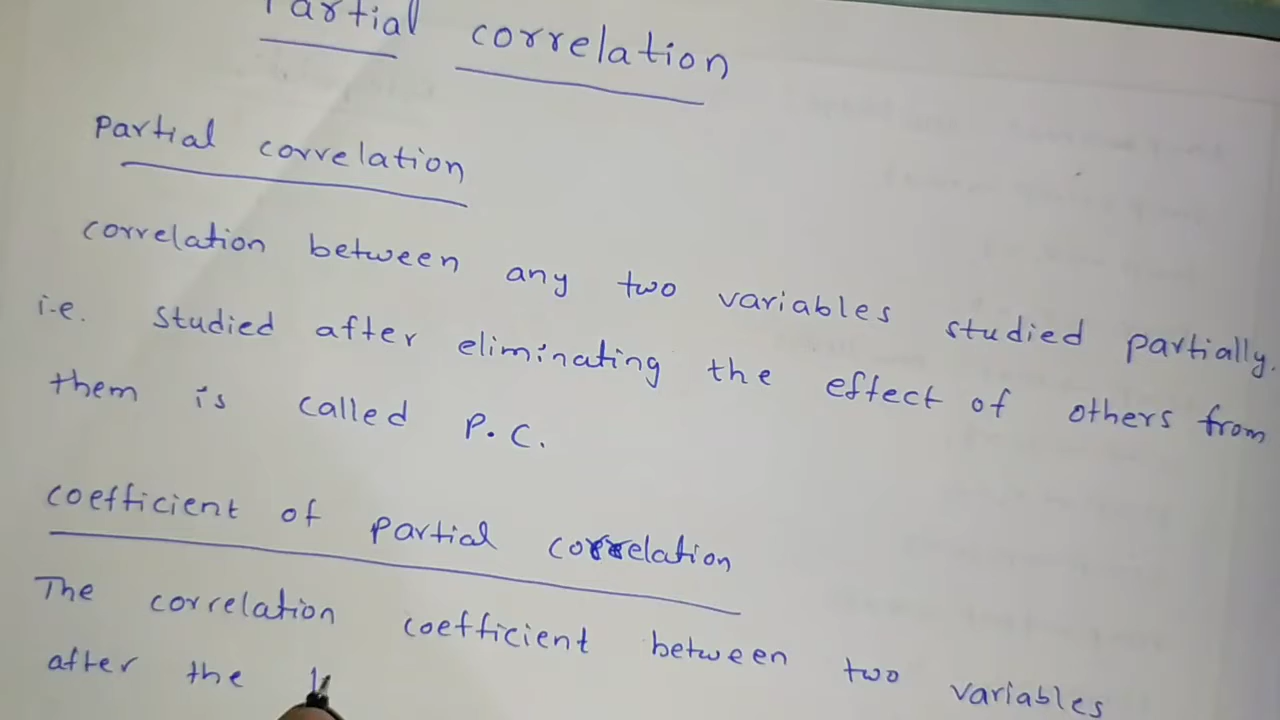 Partial correlation
Partial correlation
correlation between any two variables studied partially.
i.e. studied after eliminating the effect of others from
them is called P.C.
coefficient of partial correlation
The correlation coefficient between two variables
after the